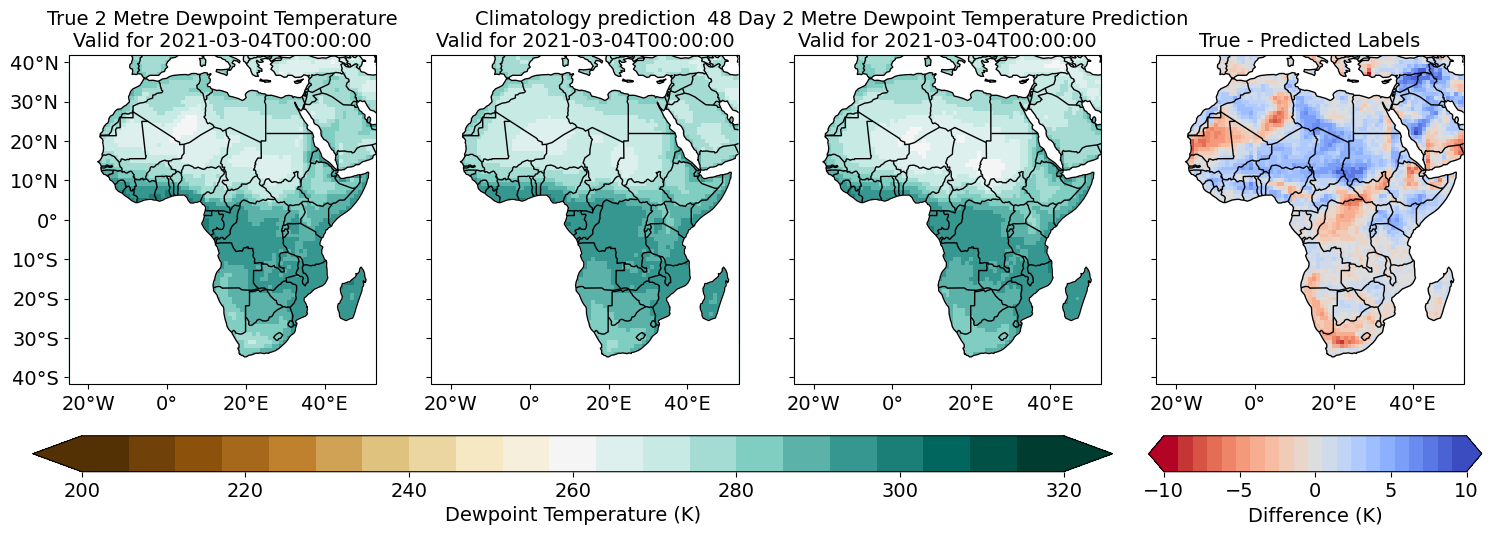 True 2 Metre Dewpoint Temperature
Valid for 2021-03-04T00:00:00
Climatology prediction 48 Day 2 Metre Dewpoint Temperature Prediction
Valid for 2021-03-04T00:00:00
Valid for 2021-03-04T00:00:00
True - Predicted Labels
40°N
30°N
20°N
10°N
0°
10°S
20°S
30°S
40°S
20°W 0° 20°E 40°E
20°W 0° 20°E 40°E
20°W 0° 20°E 40°E
20°W 0° 20°E 40°E
200 220 240 260 280 300 320
Dewpoint Temperature (K)
−10 −5 0 5 10
Difference (K)